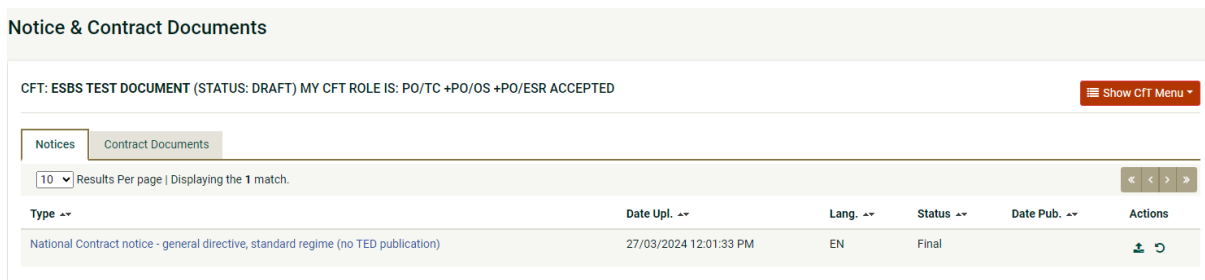 Notice & Contract Documents
CFT: ESBS TEST DOCUMENT (STATUS: DRAFT) MY CFT ROLE IS: PO/TC +PO/OS +PO/ESR ACCEPTED
Show CfT Menu
Notices Contract Documents
10 Results Per page | Displaying the 1 match.
« < > »
Type Date Upl. Lang. Status Date Pub. Actions
National Contract notice - general directive, standard regime (no TED publication) 27/03/2024 12:01:33 PM EN Final